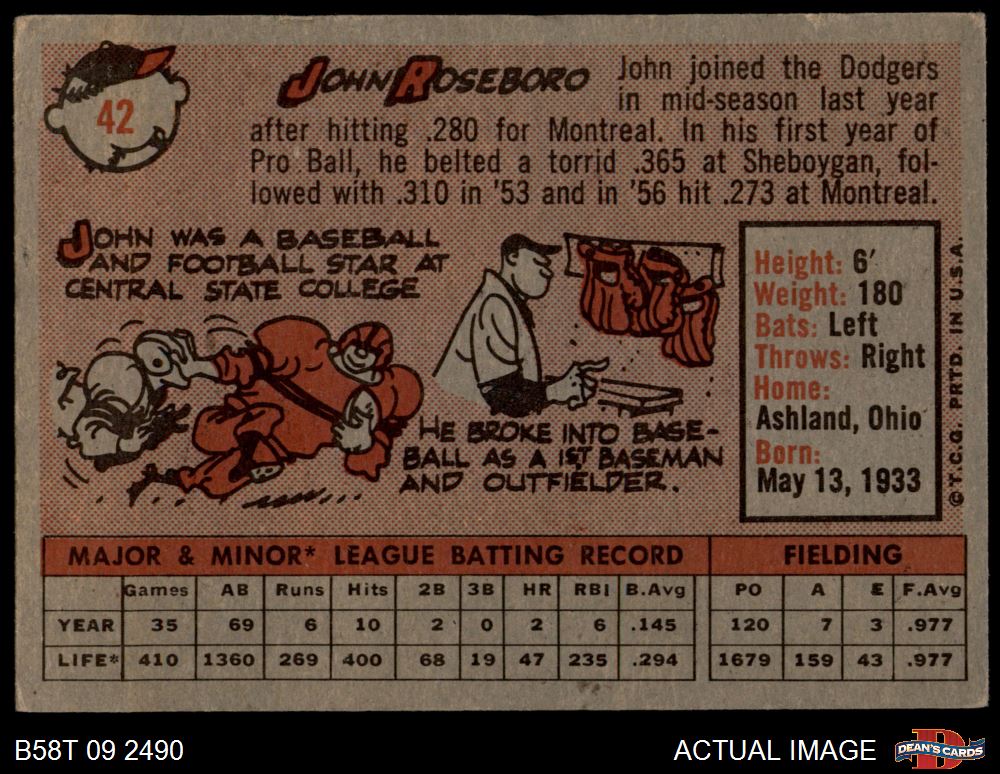 42
JOHN ROSEBORO
John joined the Dodgers
in mid-season last year
after hitting .280 for Montreal. In his first year of
Pro Ball, he belted a torrid .365 at Sheboygan, fol-
lowed with .310 in '53 and in '56 hit .273 at Montreal.
JOHN WAS A BASEBALL
AND FOOTBALL STAR AT
CENTRAL STATE COLLEGE
HE BROKE INTO BASE-
BALL AS A 1ST BASEMAN
AND OUTFIELDER.
Height: 6'
Weight: 180
Bats: Left
Throws: Right
Home:
Ashland, Ohio
Born:
May 13, 1933
© T.C.G. PRTD. IN U.S.A.
MAJOR & MINOR* LEAGUE BATTING RECORD FIELDING
Games AB Runs Hits 2B 3B HR RBI B.Avg PO A E F.Avg
YEAR 35 69 6 10 2 0 2 6 .145 120 7 3 .977
LIFE* 410 1360 269 400 68 19 47 235 .294 1679 159 43 .977
B58T 09 2490 ACTUAL IMAGE DEAN'S CARDS